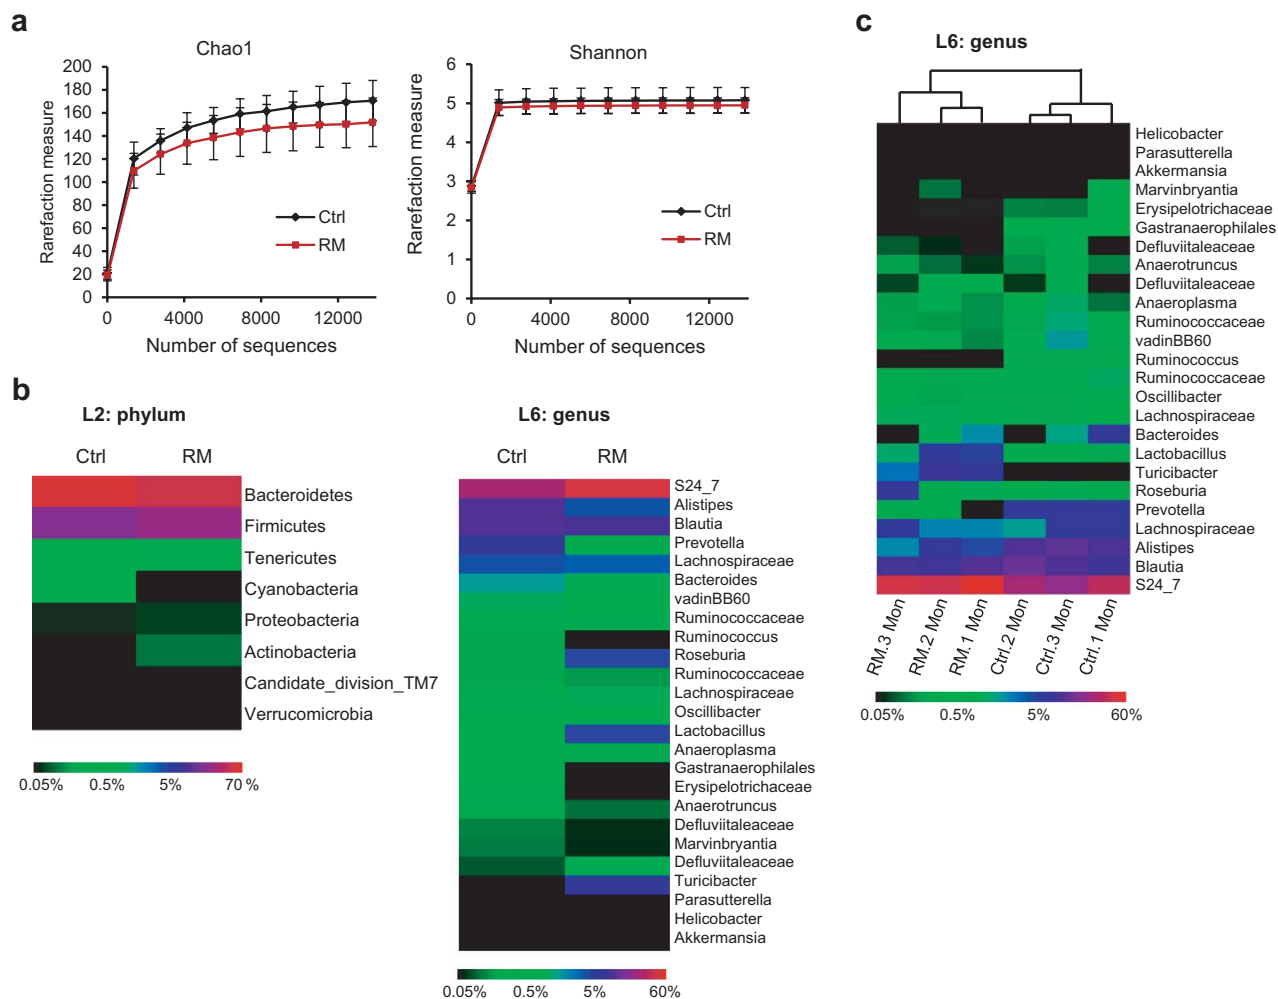 a
Chao1
Rarefaction measure
200
180
160
140
120
100
80
60
40
20
0
0 4000 8000 12000
Number of sequences
Ctrl
RM
Shannon
Rarefaction measure
6
5
4
3
2
1
0
0 4000 8000 12000
Number of sequences
Ctrl
RM
b
L2: phylum
Ctrl RM
Bacteroidetes
Firmicutes
Tenericutes
Cyanobacteria
Proteobacteria
Actinobacteria
Candidate_division_TM7
Verrucomicrobia
0.05% 0.5% 5% 70 %
L6: genus
Ctrl RM
S24_7
Alistipes
Blautia
Prevotella
Lachnospiraceae
Bacteroides
vadinBB60
Ruminococcaceae
Ruminococcus
Roseburia
Ruminococcaceae
Lachnospiraceae
Oscillibacter
Lactobacillus
Anaeroplasma
Gastranaerophilales
Erysipelotrichaceae
Anaerotruncus
Defluviitaleaceae
Marvinbryantia
Defluviitaleaceae
Turicibacter
Parasutterella
Helicobacter
Akkermansia
0.05% 0.5% 5% 60%
c
L6: genus
Helicobacter
Parasutterella
Akkermansia
Marvinbryantia
Erysipelotrichaceae
Gastranaerophilales
Defluviitaleaceae
Anaerotruncus
Defluviitaleaceae
Anaeroplasma
Ruminococcaceae
vadinBB60
Ruminococcus
Ruminococcaceae
Oscillibacter
Lachnospiraceae
Bacteroides
Lactobacillus
Turicibacter
Roseburia
Prevotella
Lachnospiraceae
Alistipes
Blautia
S24_7
RM.3 Mon
RM.2 Mon
RM.1 Mon
Ctrl.2 Mon
Ctrl.3 Mon
Ctrl.1 Mon
0.05% 0.5% 5% 60%